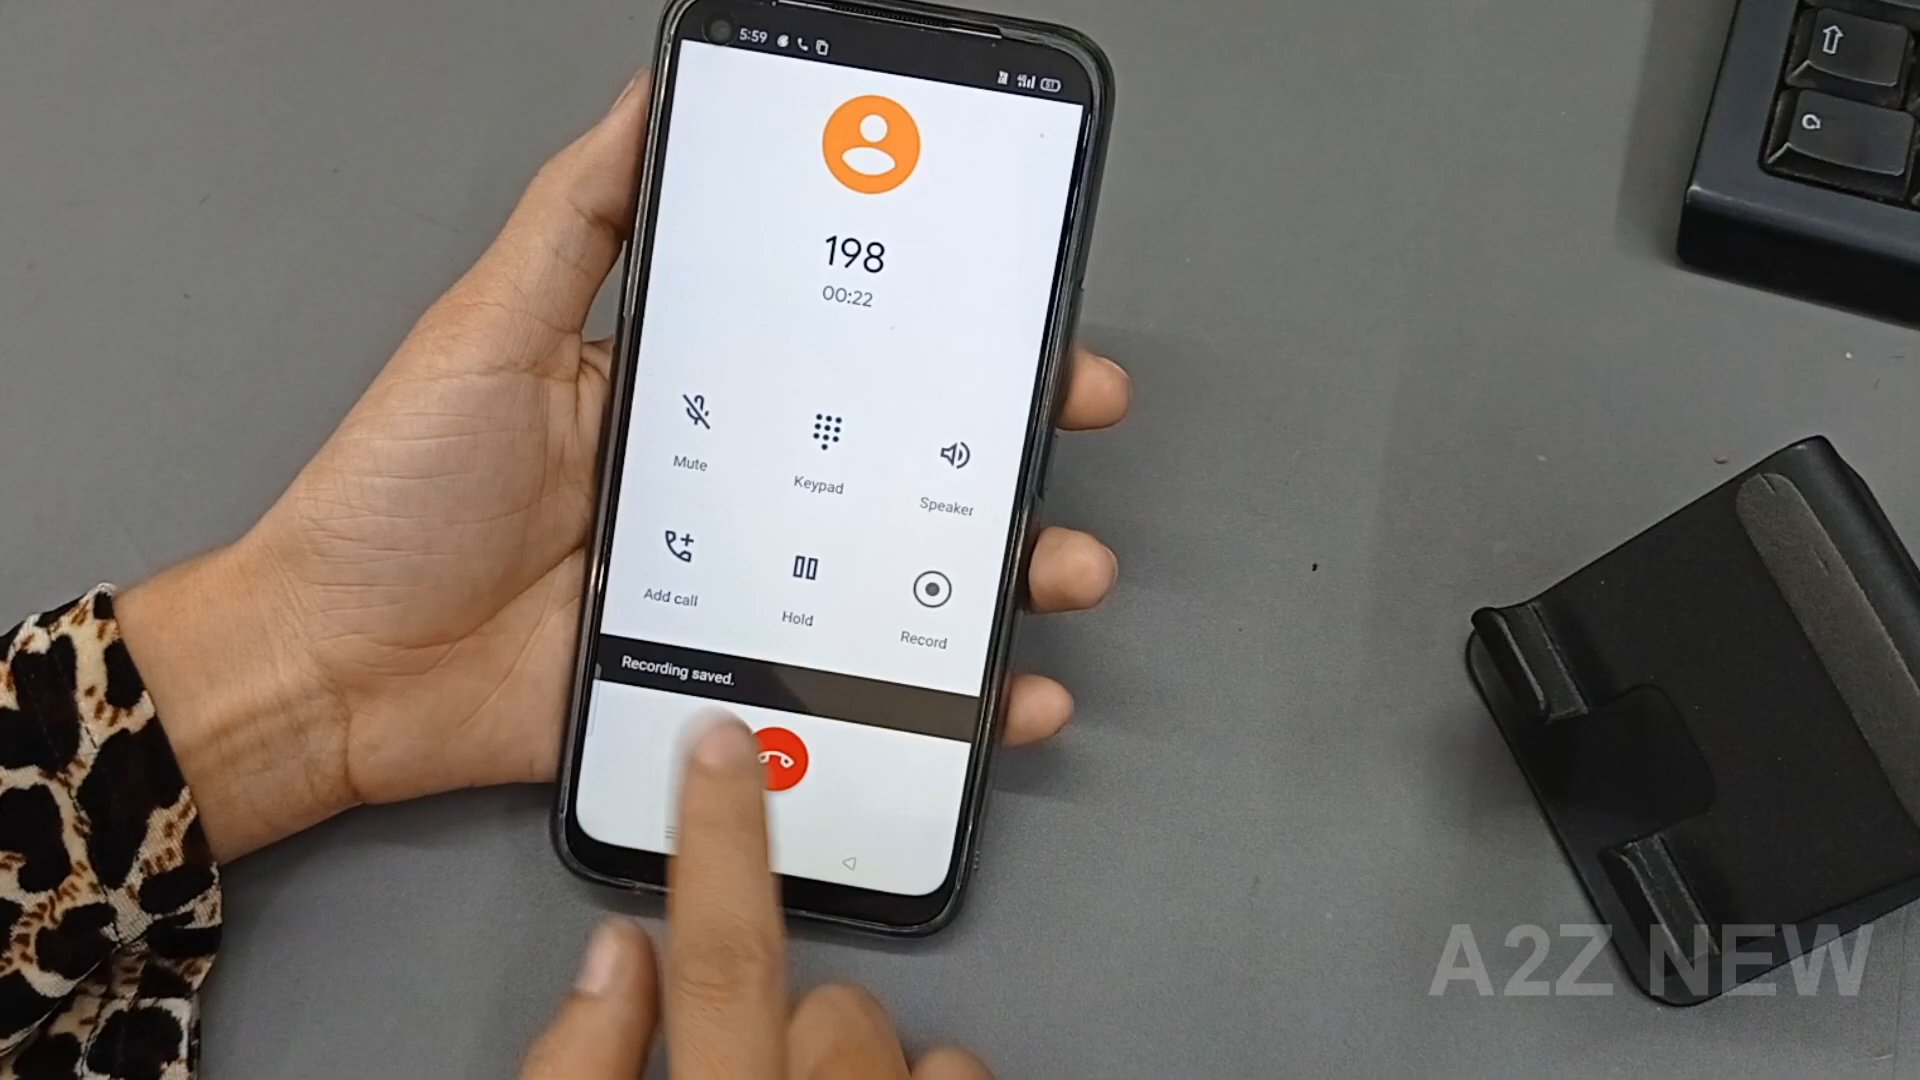 5:59
198
00:22
Mute
Keypad
Speaker
Add call
Hold
Record
Recording saved.
A2Z NEW